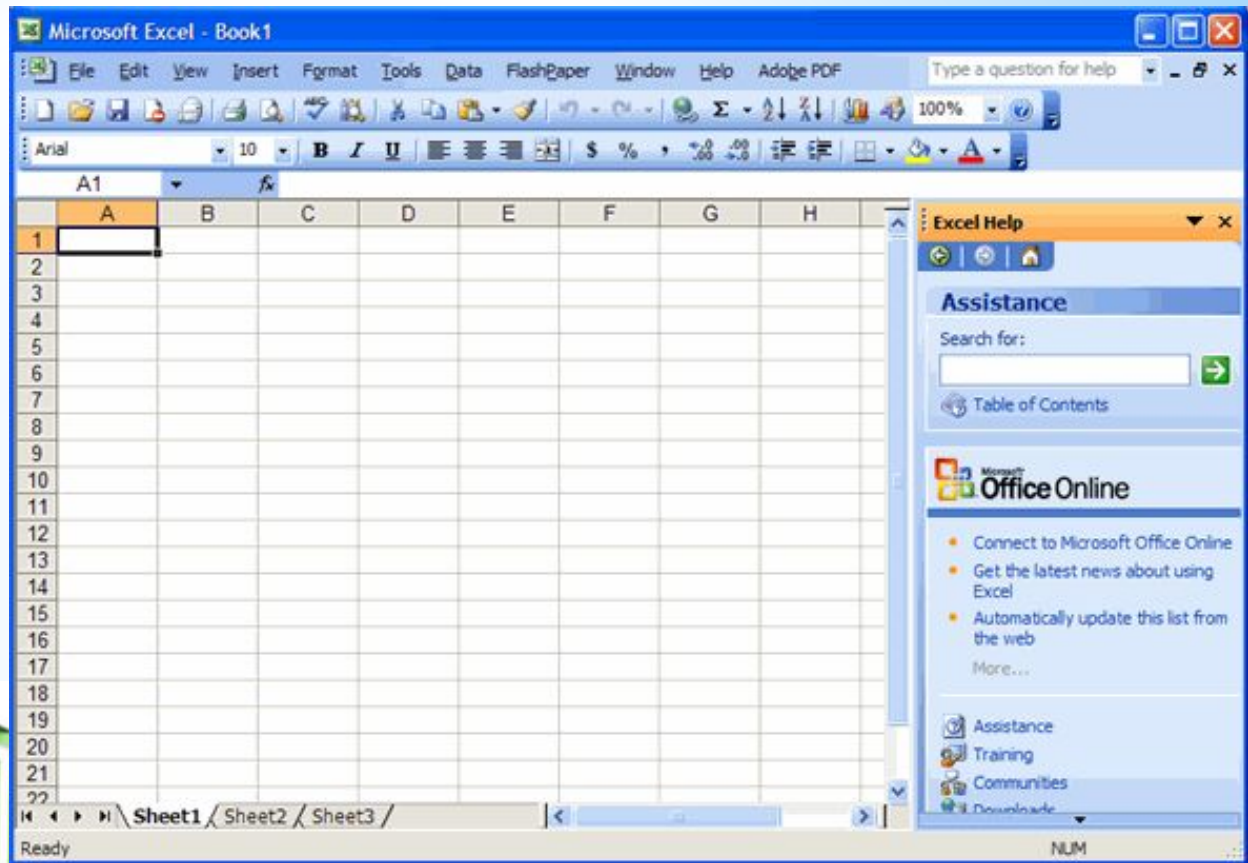 Microsoft Excel - Book1
File Edit View Insert Format Tools Data FlashPaper Window Help Adobe PDF Type a question for help
ABC Σ 100%
Arial 10 B I U $ % , A
A1 fx
A B C D E F G H
1
2
3
4
5
6
7
8
9
10
11
12
13
14
15
16
17
18
19
20
21
22
Sheet1 Sheet2 Sheet3
Ready
NUM
Excel Help
Assistance
Search for:
Table of Contents
Microsoft
Office Online
Connect to Microsoft Office Online
Get the latest news about using
Excel
Automatically update this list from
the web
More...
Assistance
Training
Communities
Downloads